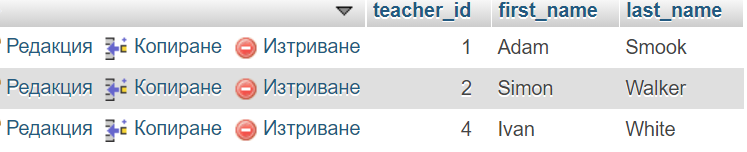 teacher_id first_name last_name
Редакция Копиране Изтриване 1 Adam Smook
Редакция Копиране Изтриване 2 Simon Walker
Редакция Копиране Изтриване 4 Ivan White